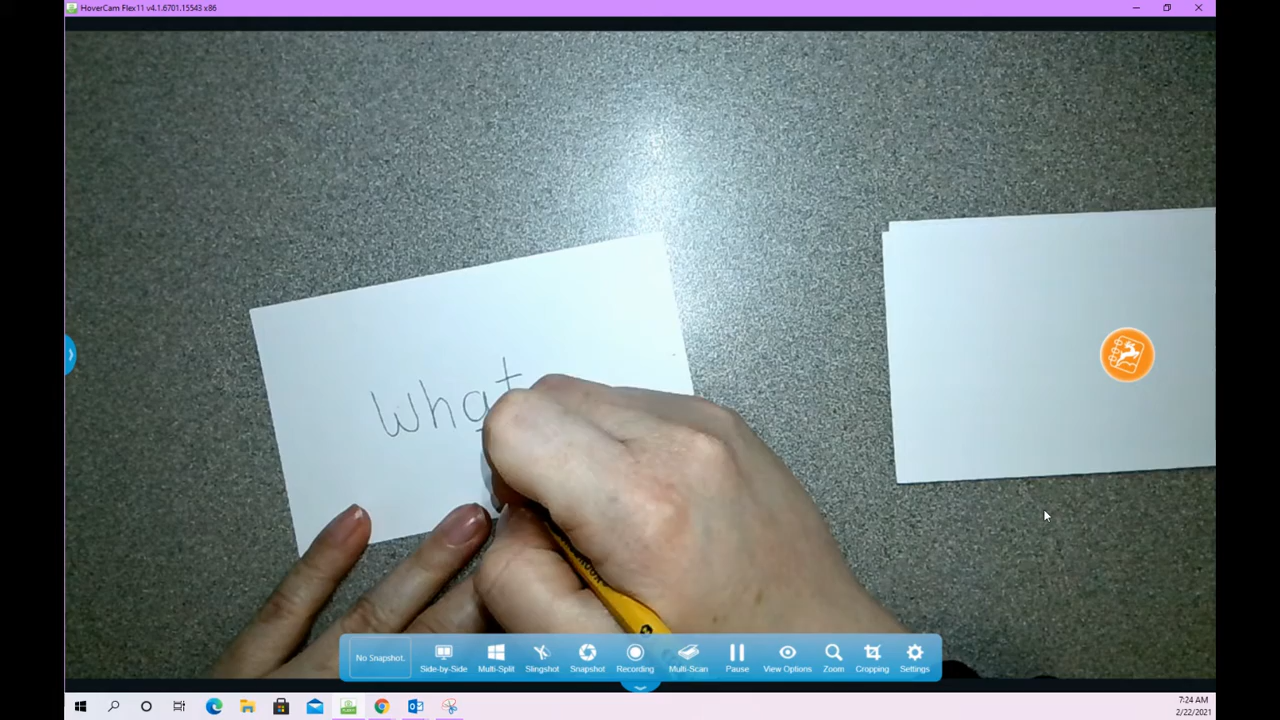 HoverCam Flex11 v4.1.6701.15543 x86
What
No Snapshot.
Side-by-Side
Multi-Split
Slingshot
Snapshot
Recording
Multi-Scan
Pause
View Options
Zoom
Cropping
Settings
7:24 AM
2/22/2021